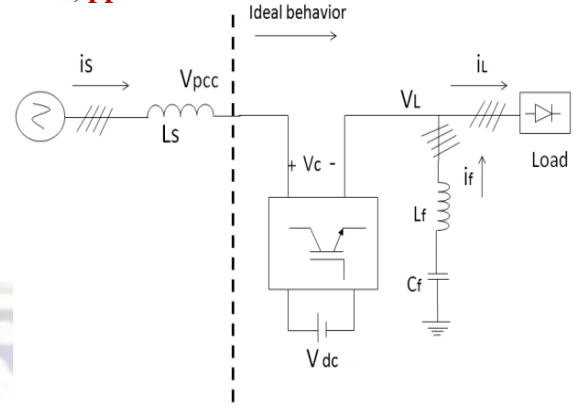 Ideal behavior
is
Vpcc
Ls
+ Vc -
VL
iL
Load
if
Lf
Cf
Vdc